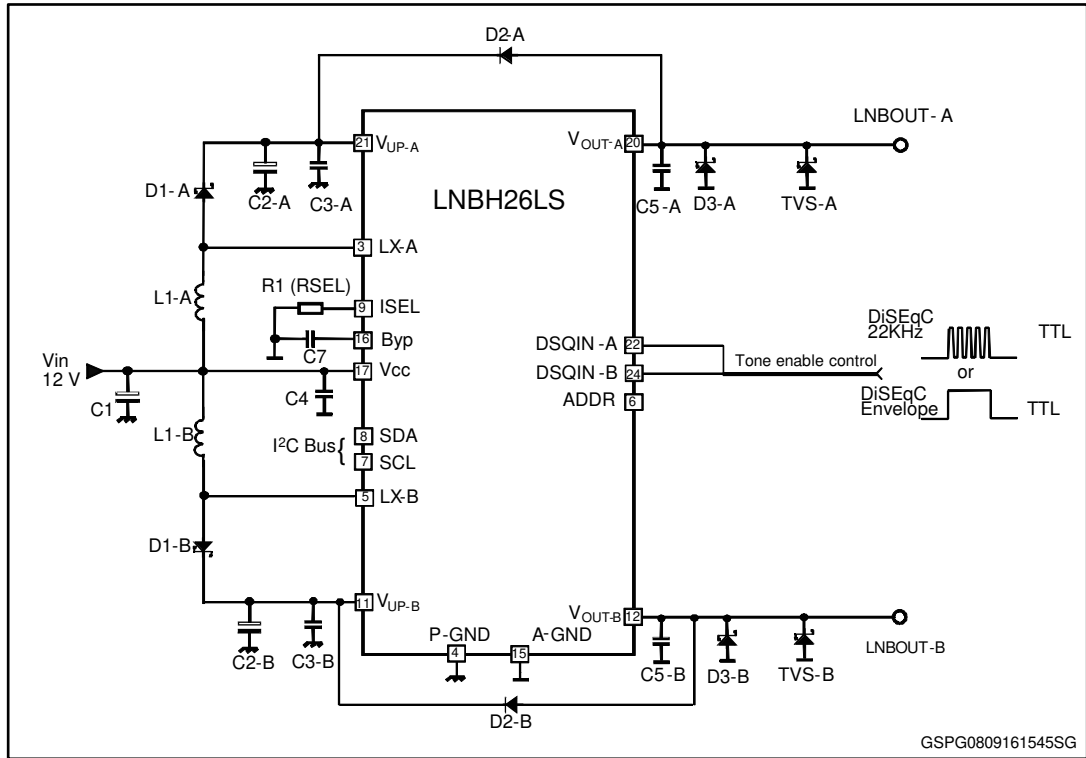 D2-A
LNBOUT-A
21 VUP-A
VOUT-A 20
LNBH26LS
D1-A
C2-A
C3-A
C5-A
D3-A
TVS-A
3 LX-A
L1-A
R1 (RSEL)
9 ISEL
16 Byp
C7
DSQIN-A 22
DiSEqC
22KHz
TTL
Vin
12 V
17 Vcc
DSQIN-B 24
Tone enable control
or
C1
C4
ADDR 6
DiSEqC
Envelope
TTL
L1-B
I²C Bus {
8 SDA
7 SCL
5 LX-B
D1-B
11 VUP-B
VOUT-B 12
P-GND
4
A-GND
15
C2-B
C3-B
C5-B
D3-B
TVS-B
LNBOUT-B
D2-B
GSPG0809161545SG